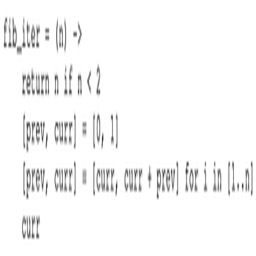 fib_iter = (n) ->
    return n if n < 2
    [prev, curr] = [0, 1]
    [prev, curr] = [curr, curr + prev] for i in [1..n]
    curr